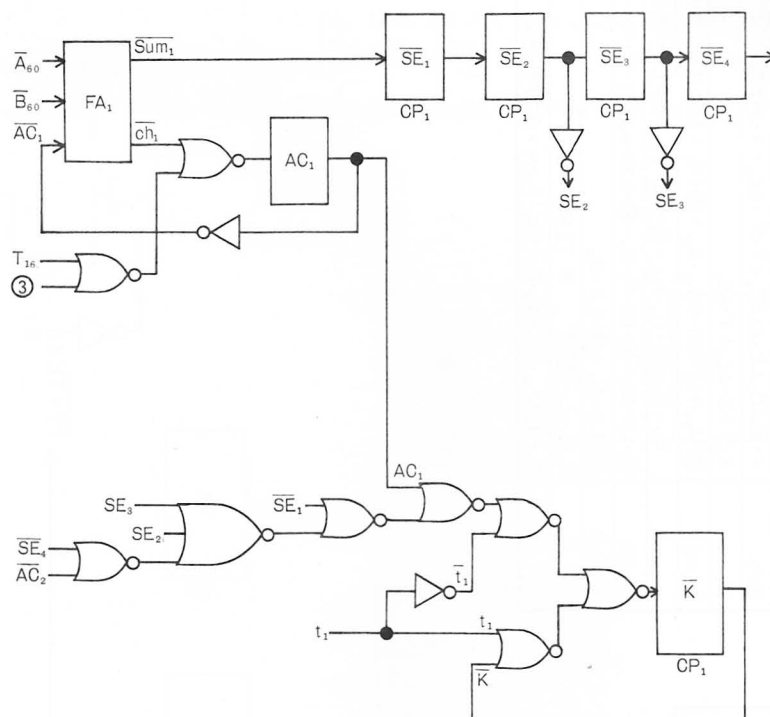 S̅u̅m̅₁
A̅₆₀
B̅₆₀
A̅C̅₁
FA₁
c̅h̅₁
AC₁
S̅E̅₁
CP₁
S̅E̅₂
CP₁
S̅E̅₃
CP₁
S̅E̅₄
CP₁
SE₂
SE₃
T₁₆
③
AC₁
SE₃
SE₂
S̅E̅₁
S̅E̅₄
A̅C̅₂
t̅₁
t₁
t₁
K̅
K̅
CP₁